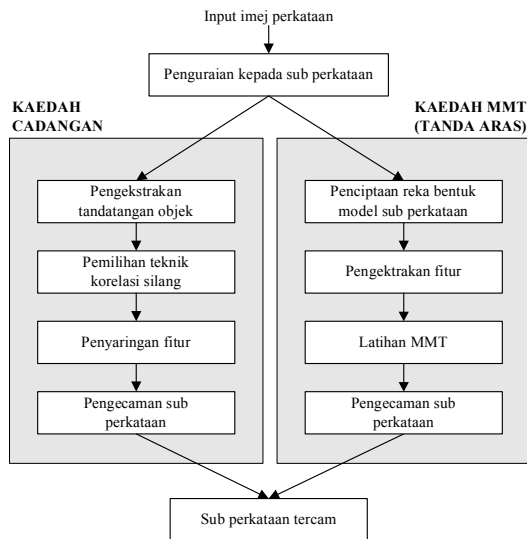 Input imej perkataan
Penguraian kepada sub perkataan
KAEDAH
CADANGAN
Pengekstrakan
tandatangan objek
Pemilihan teknik
korelasi silang
Penyaringan fitur
Pengecaman sub
perkataan
KAEDAH MMT
(TANDA ARAS)
Penciptaan reka bentuk
model sub perkataan
Pengektrakan fitur
Latihan MMT
Pengecaman sub
perkataan
Sub perkataan tercam